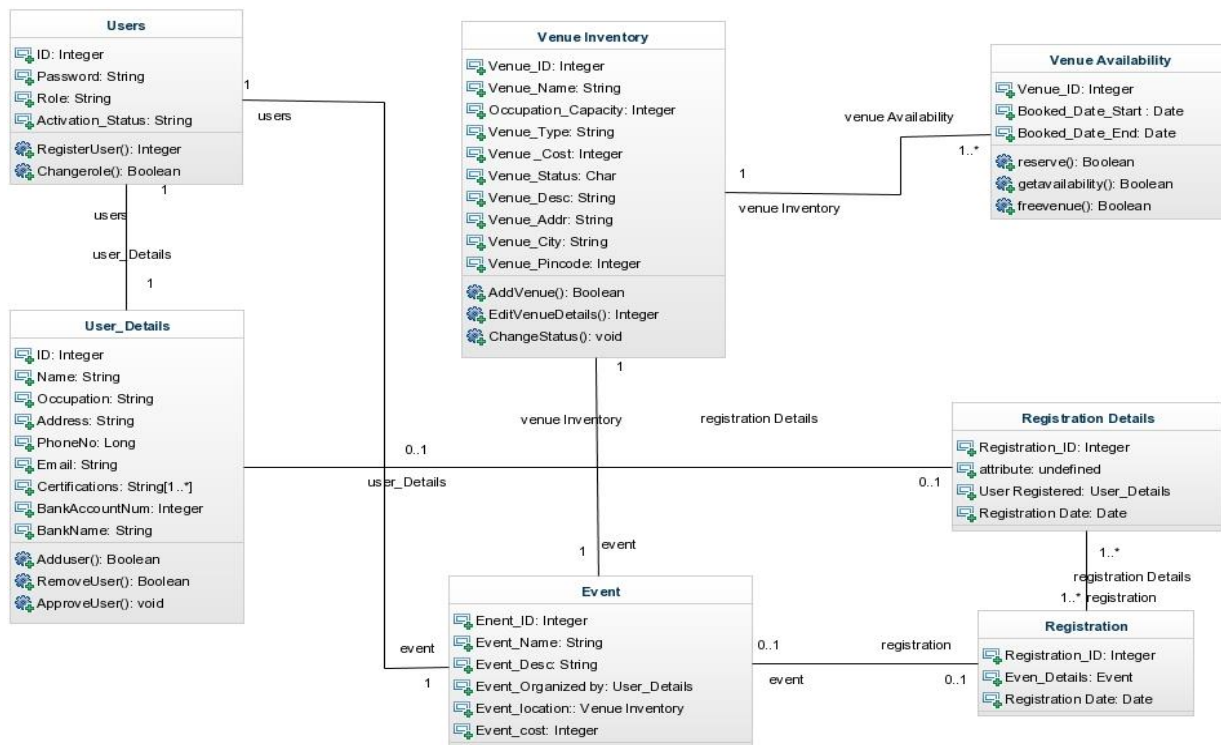 Users
ID: Integer
Password: String
Role: String
Activation_Status: String
RegisterUser(): Integer
Changerole(): Boolean
1
users
1
users
user_Details
1
User_Details
ID: Integer
Name: String
Occupation: String
Address: String
PhoneNo: Long
Email: String
Certifications: String[1..*]
BankAccountNum: Integer
BankName: String
Adduser(): Boolean
RemoveUser(): Boolean
ApproveUser(): void
Venue Inventory
Venue_ID: Integer
Venue_Name: String
Occupation_Capacity: Integer
Venue_Type: String
Venue _Cost: Integer
Venue_Status: Char
Venue_Desc: String
Venue_Addr: String
Venue_City: String
Venue_Pincode: Integer
AddVenue(): Boolean
EditVenueDetails(): Integer
ChangeStatus(): void
venue Availability
1..*
1
venue Inventory
Venue Availability
Venue_ID: Integer
Booked_Date_Start : Date
Booked_Date_End: Date
reserve(): Boolean
getavailability(): Boolean
freevenue(): Boolean
1
venue Inventory
registration Details
0..1
user_Details
0..1
Registration Details
Registration_ID: Integer
attribute: undefined
User Registered: User_Details
Registration Date: Date
1..*
registration Details
1..* registration
1
event
Event
Enent_ID: Integer
Event_Name: String
Event_Desc: String
Event_Organized by: User_Details
Event_location:: Venue Inventory
Event_cost: Integer
event
1
0..1
registration
event
0..1
Registration
Registration_ID: Integer
Even_Details: Event
Registration Date: Date